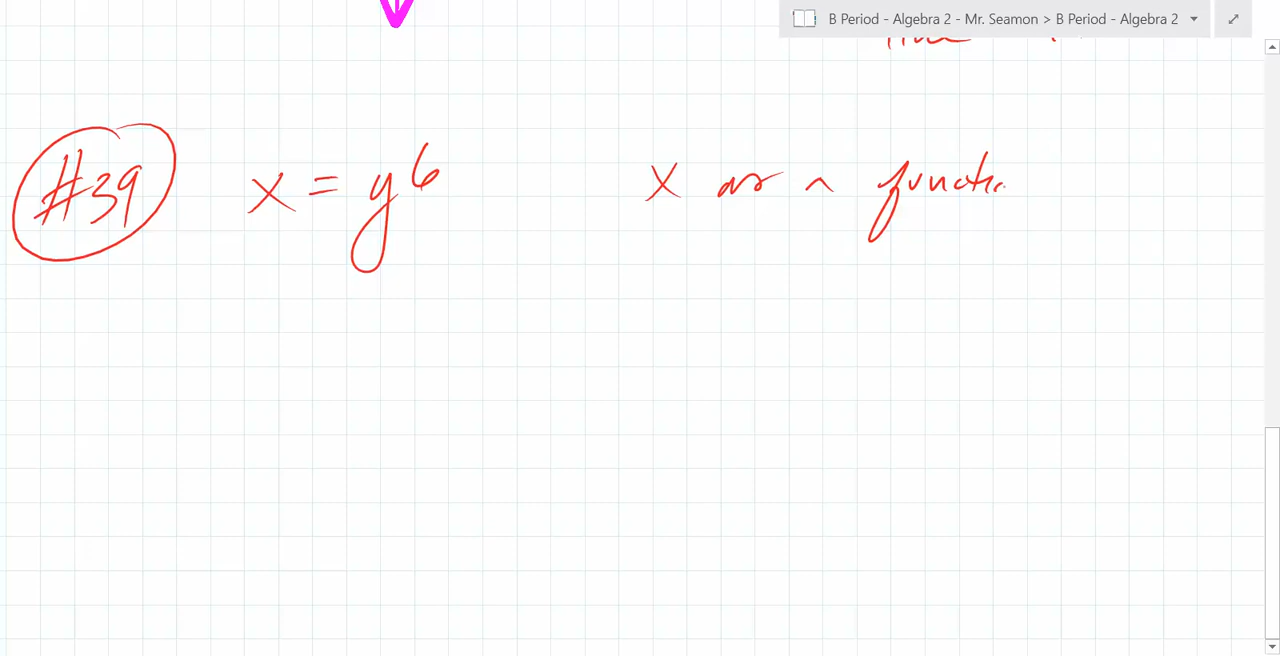 B Period - Algebra 2 - Mr. Seamon > B Period - Algebra 2
#39 x = y⁶ x as a functi